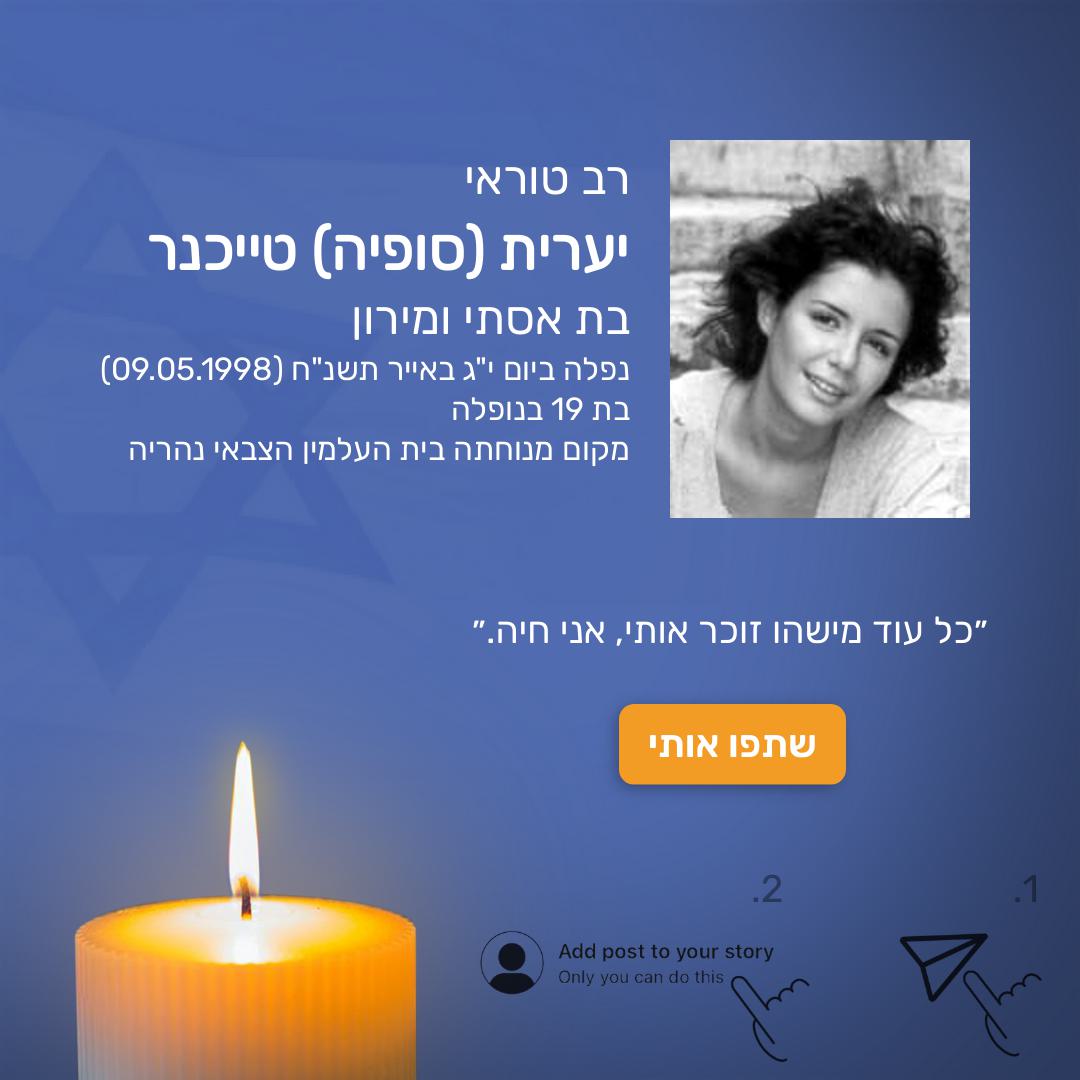 רב טוראי
יערית (סופיה) טייכנר
בת אסתי ומירון
נפלה ביום י"ג באייר תשנ"ח (09.05.1998)
בת 19 בנופלה
מקום מנוחתה בית העלמין הצבאי נהריה
״כל עוד מישהו זוכר אותי, אני חיה.״
שתפו אותי
.1
.2
Add post to your story
Only you can do this